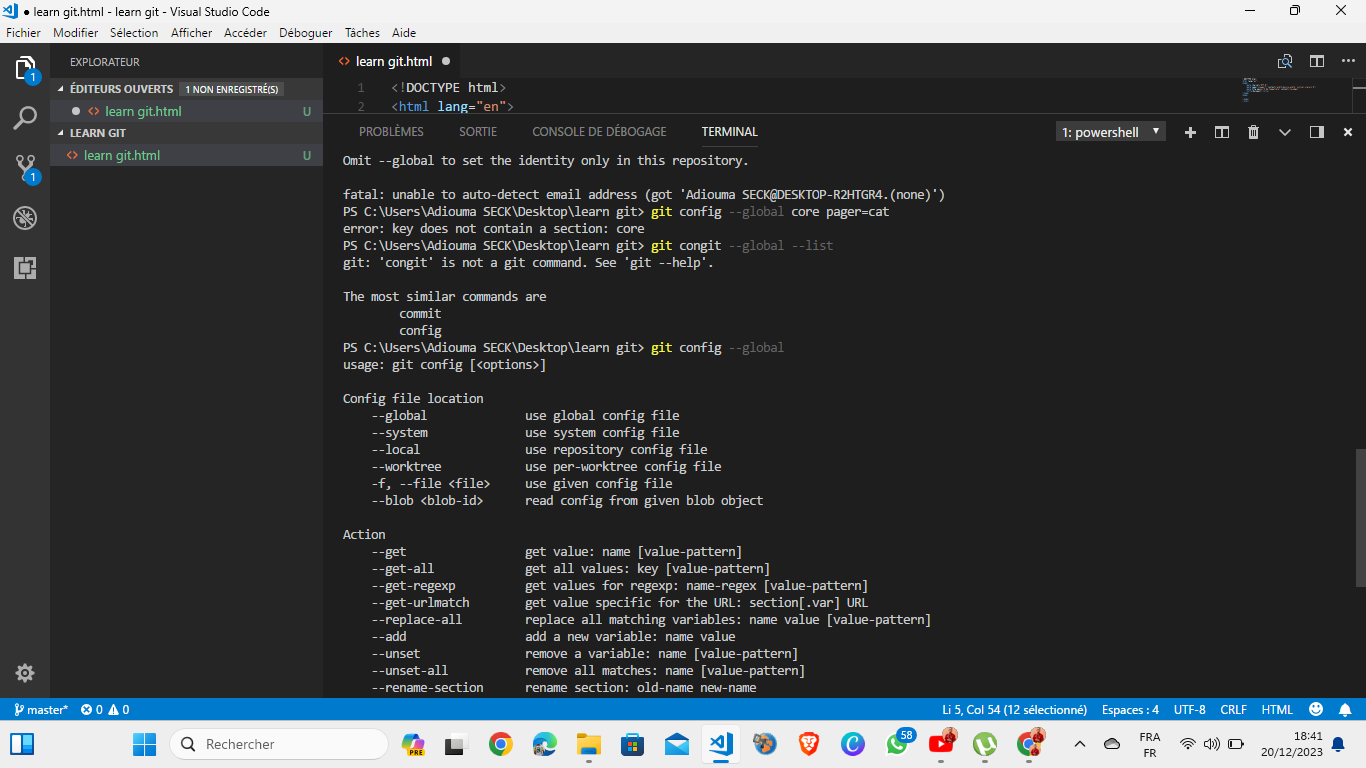 learn git.html - learn git - Visual Studio Code
Fichier Modifier Sélection Afficher Accéder Déboguer Tâches Aide
EXPLORATEUR
ÉDITEURS OUVERTS 1 NON ENREGISTRÉ(S)
learn git.html U
LEARN GIT
learn git.html U
1
1
learn git.html
1 <!DOCTYPE html>
2 <html lang="en">
PROBLÈMES SORTIE CONSOLE DE DÉBOGAGE TERMINAL 1: powershell
Omit --global to set the identity only in this repository.
fatal: unable to auto-detect email address (got 'Adiouma SECK@DESKTOP-R2HTGR4.(none)')
PS C:\Users\Adiouma SECK\Desktop\learn git> git config --global core pager=cat
error: key does not contain a section: core
PS C:\Users\Adiouma SECK\Desktop\learn git> git congit --global --list
git: 'congit' is not a git command. See 'git --help'.
The most similar commands are
commit
config
PS C:\Users\Adiouma SECK\Desktop\learn git> git config --global
usage: git config [<options>]
Config file location
--global use global config file
--system use system config file
--local use repository config file
--worktree use per-worktree config file
-f, --file <file> use given config file
--blob <blob-id> read config from given blob object
Action
--get get value: name [value-pattern]
--get-all get all values: key [value-pattern]
--get-regexp get values for regexp: name-regex [value-pattern]
--get-urlmatch get value specific for the URL: section[.var] URL
--replace-all replace all matching variables: name value [value-pattern]
--add add a new variable: name value
--unset remove a variable: name [value-pattern]
--unset-all remove all matches: name [value-pattern]
--rename-section rename section: old-name new-name
master* 0 0 Li 5, Col 54 (12 sélectionné) Espaces : 4 UTF-8 CRLF HTML
Rechercher
PRE
58
FRA
FR
18:41
20/12/2023